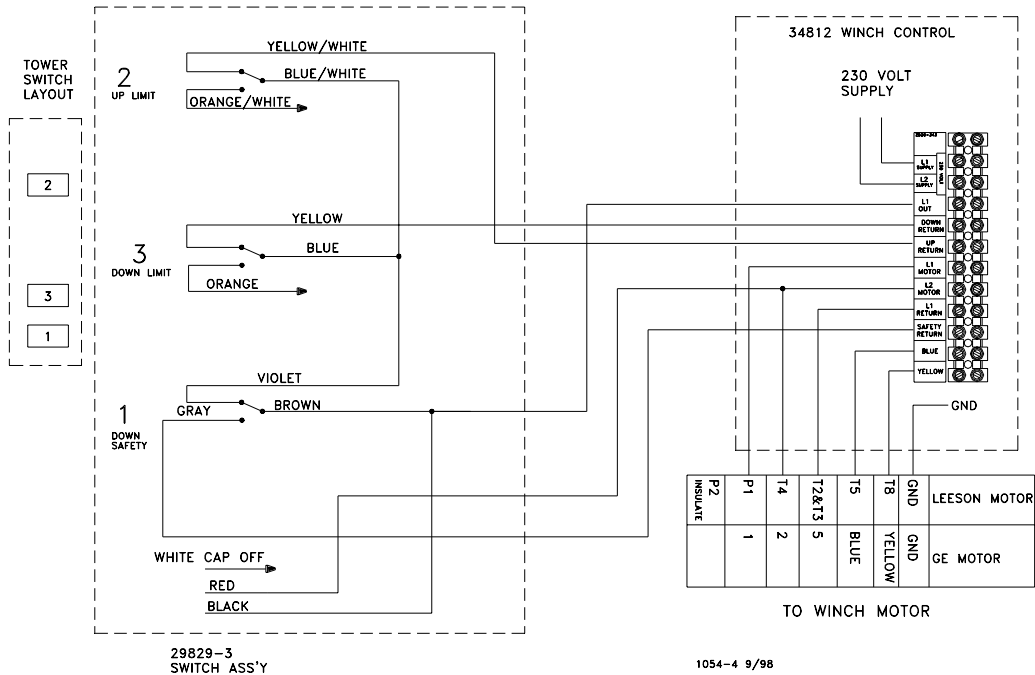 TOWER
SWITCH
LAYOUT
2
3
1
2
UP LIMIT
YELLOW/WHITE
BLUE/WHITE
ORANGE/WHITE
3
DOWN LIMIT
YELLOW
BLUE
ORANGE
1
DOWN
SAFETY
VIOLET
GRAY
BROWN
WHITE CAP OFF
RED
BLACK
29829-3
SWITCH ASS'Y
34812 WINCH CONTROL
230 VOLT
SUPPLY
L1
SUPPLY
L2
SUPPLY
230 VOLT
L1
OUT
DOWN
RETURN
UP
RETURN
L1
MOTOR
L2
MOTOR
L1
RETURN
SAFETY
RETURN
BLUE
YELLOW
GND
P2
INSULATE
P1
T4
T2&T3
T5
T8
GND
LEESON MOTOR
1
2
5
BLUE
YELLOW
GND
GE MOTOR
TO WINCH MOTOR
1054-4 9/98